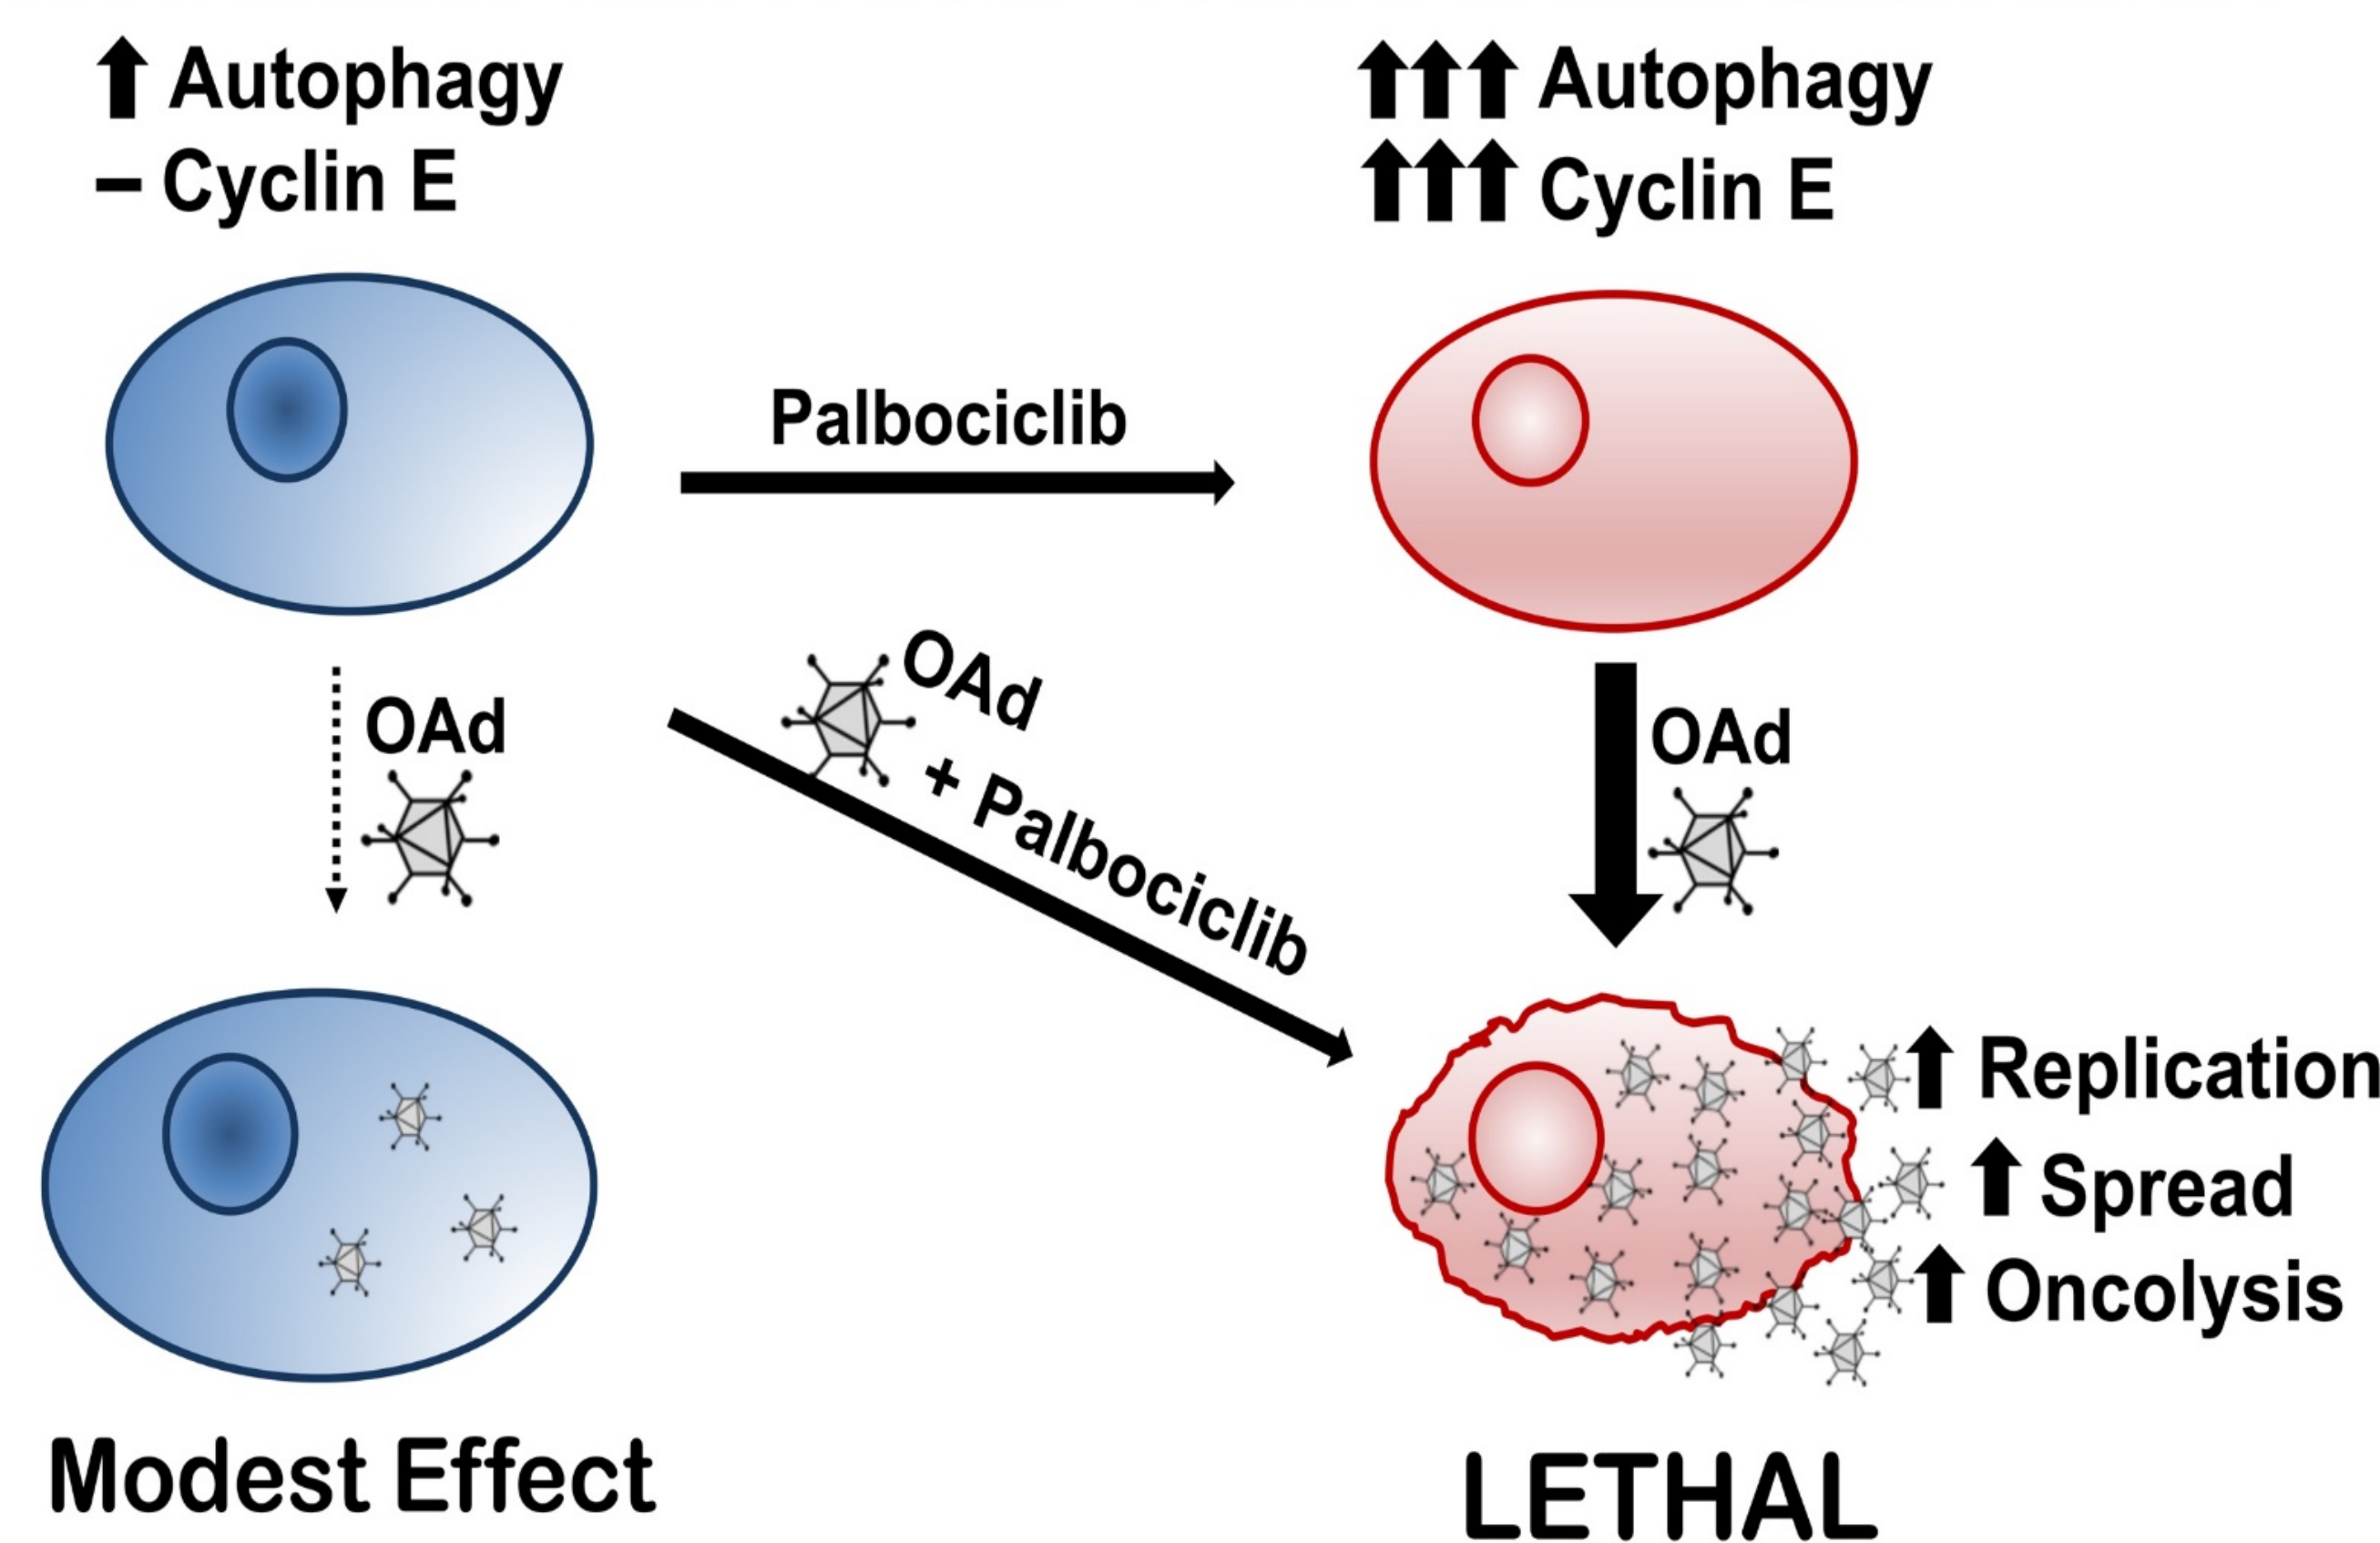 Autophagy
– Cyclin E
Autophagy
Cyclin E
Palbociclib
OAd
OAd
+ Palbociclib
OAd
Replication
Spread
Oncolysis
Modest Effect
LETHAL